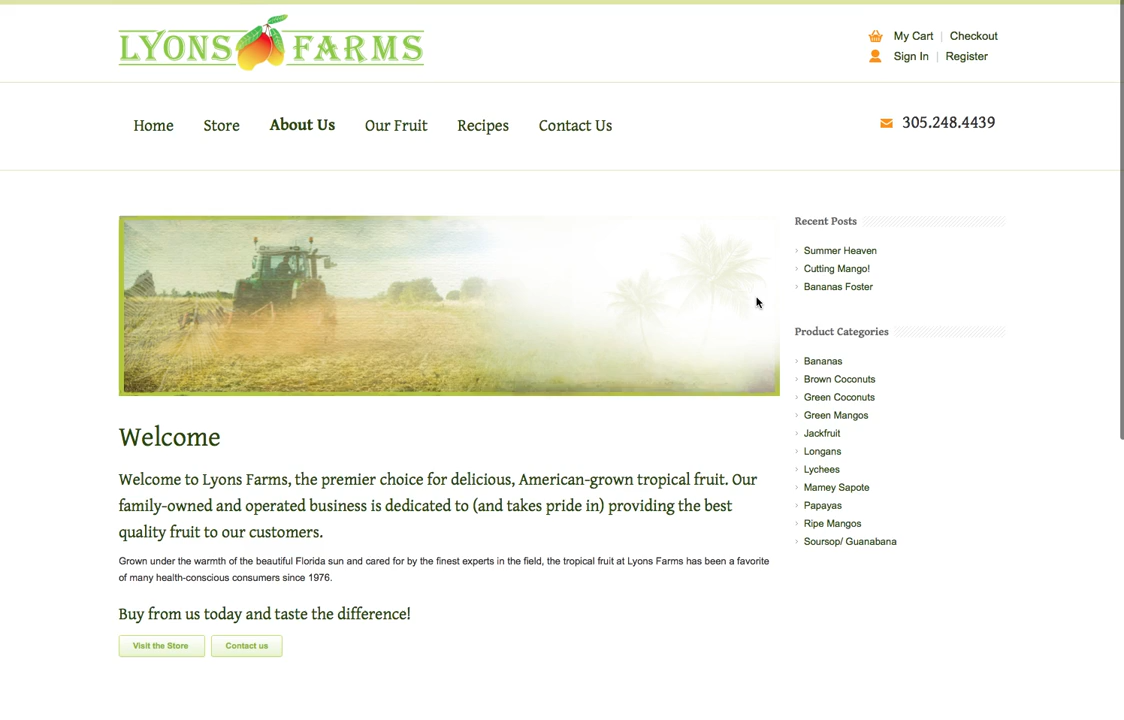 LYONS FARMS
My Cart | Checkout
Sign In | Register
Home Store About Us Our Fruit Recipes Contact Us
305.248.4439
Welcome
Welcome to Lyons Farms, the premier choice for delicious, American-grown tropical fruit. Our
family-owned and operated business is dedicated to (and takes pride in) providing the best
quality fruit to our customers.
Grown under the warmth of the beautiful Florida sun and cared for by the finest experts in the field, the tropical fruit at Lyons Farms has been a favorite
of many health-conscious consumers since 1976.
Buy from us today and taste the difference!
Visit the Store Contact us
Recent Posts
Summer Heaven
Cutting Mango!
Bananas Foster
Product Categories
Bananas
Brown Coconuts
Green Coconuts
Green Mangos
Jackfruit
Longans
Lychees
Mamey Sapote
Papayas
Ripe Mangos
Soursop/ Guanabana